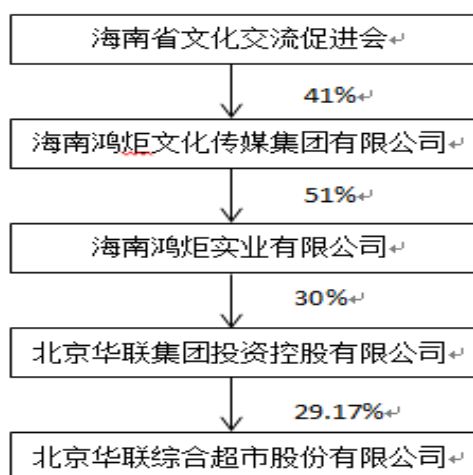 海南省文化交流促进会
41%
海南鸿炬文化传媒集团有限公司
51%
海南鸿炬实业有限公司
30%
北京华联集团投资控股有限公司
29.17%
北京华联综合超市股份有限公司